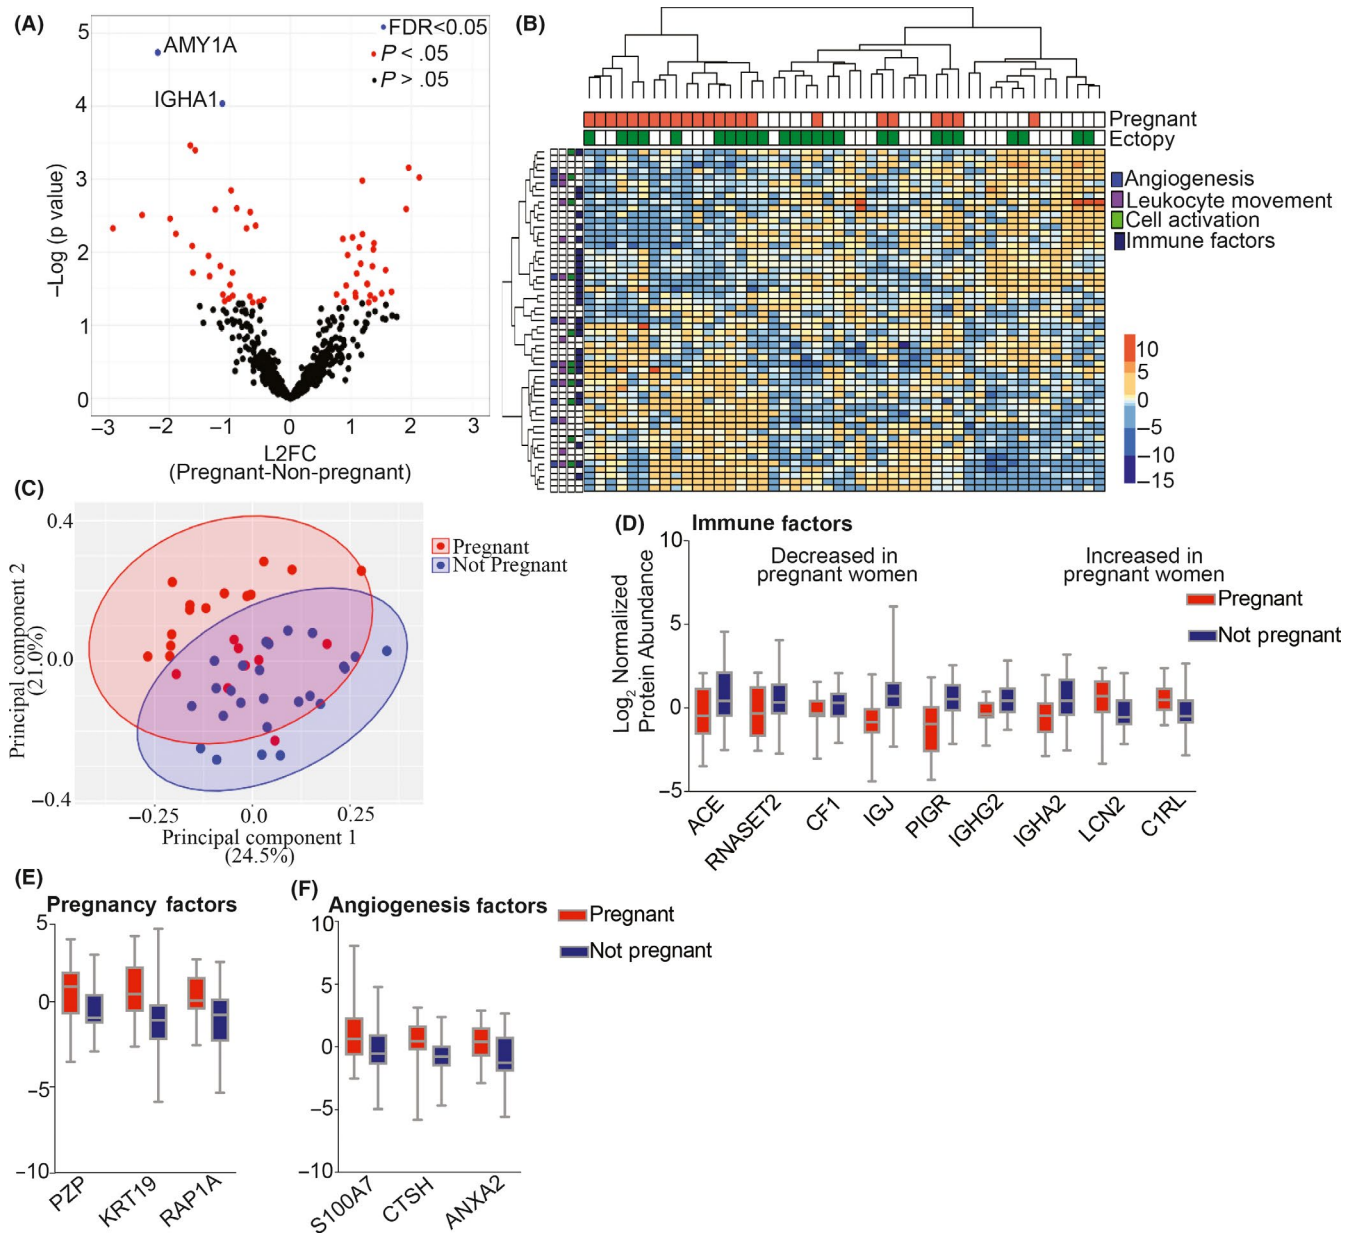 (A)
5
4
3
2
1
0
−Log (p value)
AMY1A
IGHA1
FDR<0.05
P < .05
P > .05
−3
−2
−1
0
1
2
3
L2FC
(Pregnant-Non-pregnant)
(B)
Pregnant
Ectopy
Angiogenesis
Leukocyte movement
Cell activation
Immune factors
10
5
0
−5
−10
−15
(C)
0.4
0.0
−0.4
Principal component 2
(21.0%)
−0.25
0.0
0.25
Principal component 1
(24.5%)
Pregnant
Not Pregnant
(D)
Immune factors
Decreased in
pregnant women
Increased in
pregnant women
Pregnant
Not pregnant
10
5
0
−5
Log2 Normalized
Protein Abundance
ACE
RNASET2
CF1
IGJ
PIGR
IGHG2
IGHA2
LCN2
C1RL
(E)
Pregnancy factors
5
0
−5
−10
PZP
KRT19
RAP1A
(F)
Angiogenesis factors
10
5
0
−5
−10
S100A7
CTSH
ANXA2
Pregnant
Not pregnant